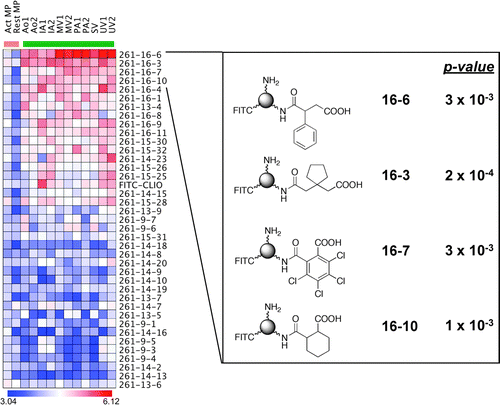 Act MP
Rest MP
Ao1
Ao2
IA1
IA2
MV1
MV2
PA1
PA2
SV
UV1
UV2
261-16-6
261-16-3
261-16-7
261-16-10
261-16-4
261-16-1
261-13-4
261-16-8
261-16-9
261-16-11
261-15-30
261-15-32
261-14-23
261-15-26
261-15-25
FITC-CLIO
261-14-15
261-15-28
261-13-9
261-9-7
261-9-6
261-15-31
261-14-18
261-14-8
261-14-20
261-14-9
261-14-10
261-14-19
261-13-7
261-14-7
261-13-5
261-9-1
261-14-16
261-9-5
261-9-3
261-9-4
261-14-2
261-14-13
261-13-6
3.04 6.12
p-value
NH2
FITC
N
H
O
COOH
16-6 3 x 10-3
NH2
FITC
N
H
O
COOH
16-3 2 x 10-4
NH2
FITC
N
H
O
COOH
Cl
Cl
Cl
Cl
16-7 3 x 10-3
NH2
FITC
N
H
O
COOH
16-10 1 x 10-3